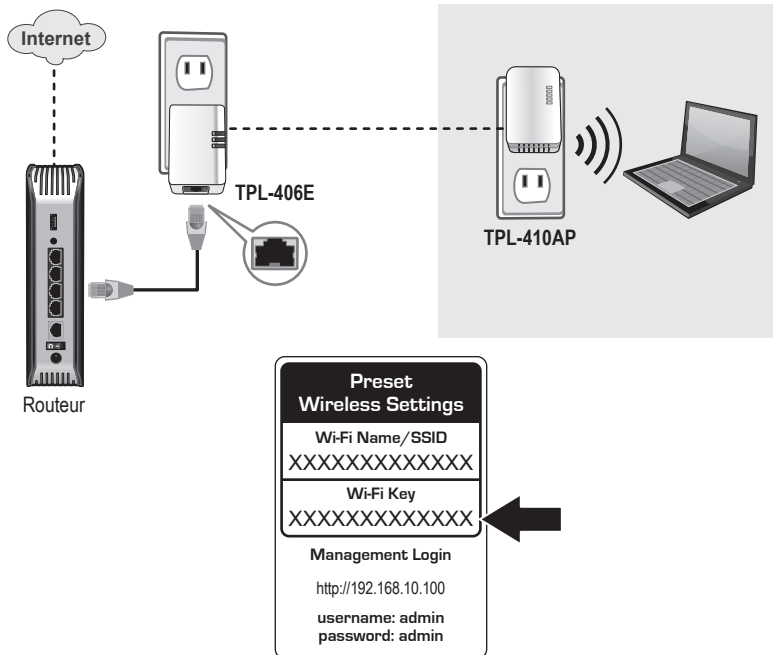 Internet
TPL-406E
TPL-410AP
Routeur
Preset
Wireless Settings
Wi-Fi Name/SSID
XXXXXXXXXXXXX
Wi-Fi Key
XXXXXXXXXXXXX
Management Login
http://192.168.10.100
username: admin
password: admin